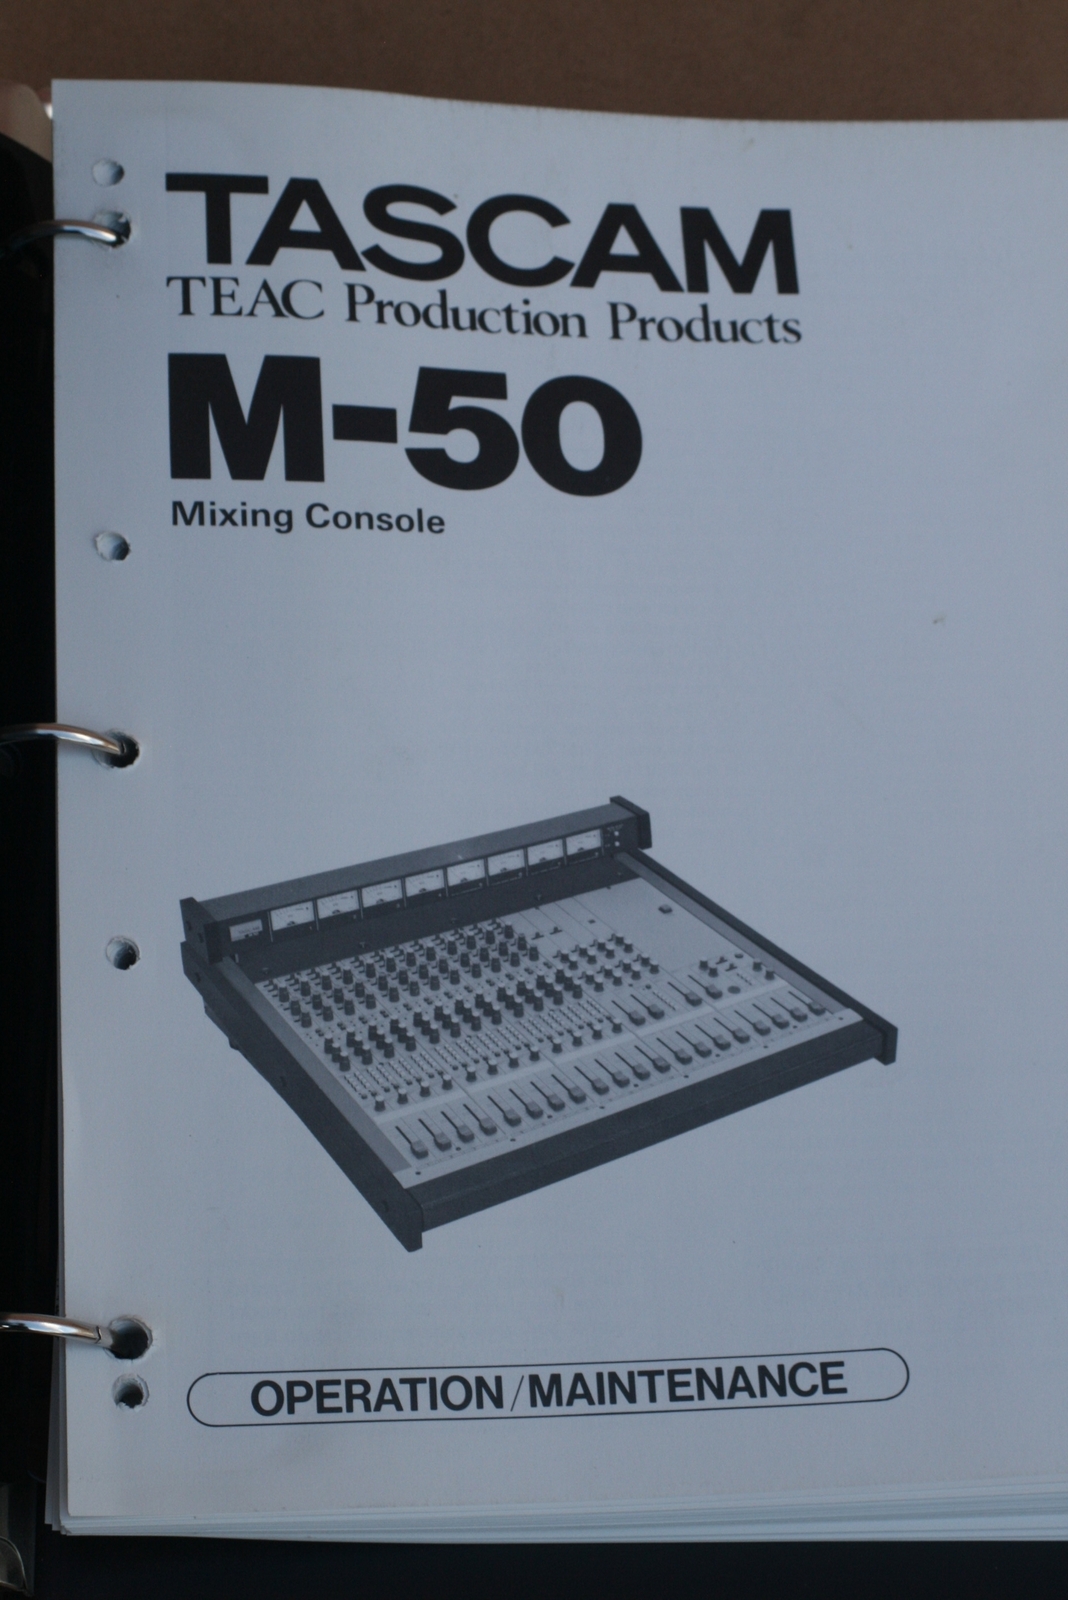 TASCAM
TEAC Production Products
M-50
Mixing Console
OPERATION/MAINTENANCE